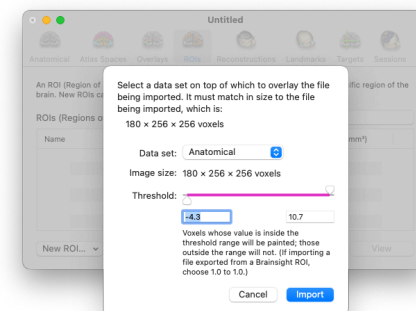 Untitled
Anatomical Atlas Spaces Overlays ROIs Reconstructions Landmarks Targets Sessions
An ROI (Region of
ific region of the
brain. New ROIs ca
ROIs (Regions o
Name
mm³)
Select a data set on top of which to overlay the file
being imported. It must match in size to the file
being imported, which is:
180 × 256 × 256 voxels
Data set: Anatomical
Image size: 180 × 256 × 256 voxels
Threshold:
-4.3 10.7
Voxels whose value is inside the
threshold range will be painted; those
outside the range will not. (If importing a
file exported from a Brainsight ROI,
choose 1.0 to 1.0.)
New ROI...
View
Cancel Import